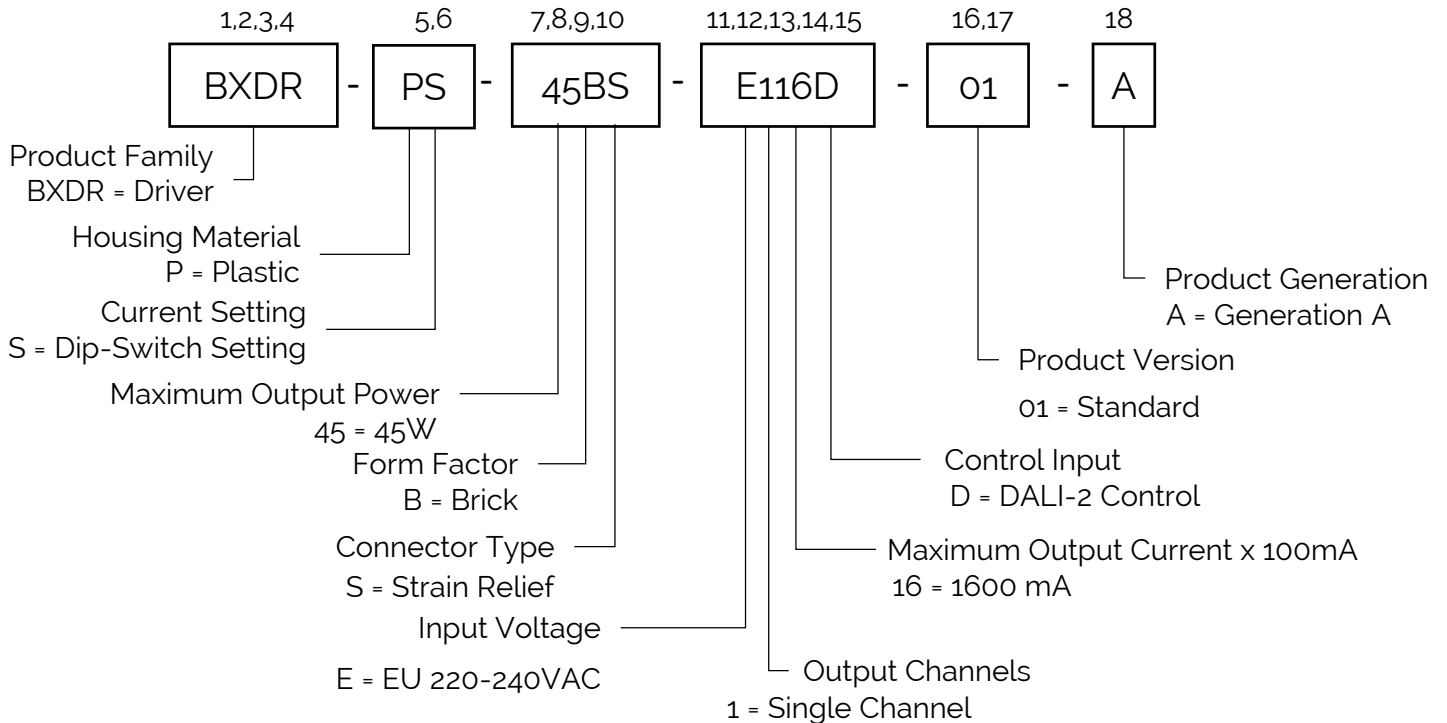 1,2,3,4 5,6 7,8,9,10 11,12,13,14,15 16,17 18
BXDR - PS - 45BS - E116D - 01 - A
Product Family
BXDR = Driver
Housing Material
P = Plastic
Current Setting
S = Dip-Switch Setting
Maximum Output Power
45 = 45W
Form Factor
B = Brick
Connector Type
S = Strain Relief
Input Voltage
E = EU 220-240VAC
Output Channels
1 = Single Channel
Maximum Output Current x 100mA
16 = 1600 mA
Control Input
D = DALI-2 Control
Product Version
01 = Standard
Product Generation
A = Generation A